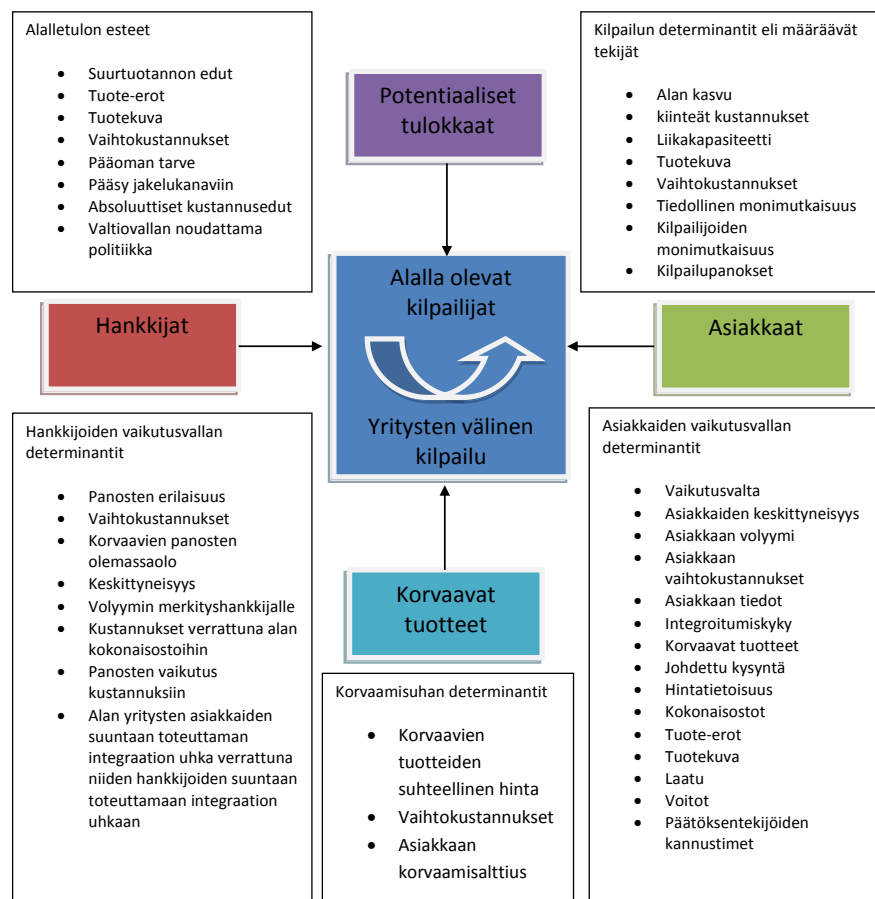 Alalletulon esteet
• Suurtuotannon edut
• Tuote-erot
• Tuotekuva
• Vaihtokustannukset
• Pääoman tarve
• Pääsy jakelukanaviin
• Absoluuttiset kustannusedut
• Valtiovallan noudattama
politiikka
Potentiaaliset
tulokkaat
Kilpailun determinantit eli määräävät
tekijät
• Alan kasvu
• kiinteät kustannukset
• Liikakapasiteetti
• Tuotekuva
• Vaihtokustannukset
• Tiedollinen monimutkaisuus
• Kilpailijoiden
monimutkaisuus
• Kilpailupanokset
Hankkijat
Alalla olevat
kilpailijat
Yritysten välinen
kilpailu
Asiakkaat
Hankkijoiden vaikutusvallan
determinantit
• Panosten erilaisuus
• Vaihtokustannukset
• Korvaavien panosten
olemassaolo
• Keskittyneisyys
• Volyymin merkityshankkijalle
• Kustannukset verrattuna alan
kokonaisostoihin
• Panosten vaikutus
kustannuksiin
• Alan yritysten asiakkaiden
suuntaan toteuttaman
integraation uhka verrattuna
niiden hankkijoiden suuntaan
toteuttamaan integraation
uhkaan
Korvaavat
tuotteet
Korvaamisuhan determinantit
• Korvaavien
tuotteiden
suhteellinen hinta
• Vaihtokustannukset
• Asiakkaan
korvaamisalttius
Asiakkaiden vaikutusvallan
determinantit
• Vaikutusvalta
• Asiakkaiden keskittyneisyys
• Asiakkaan volyymi
• Asiakkaan
vaihtokustannukset
• Asiakkaan tiedot
• Integroitumiskyky
• Korvaavat tuotteet
• Johdettu kysyntä
• Hintatietoisuus
• Kokonaisostot
• Tuote-erot
• Tuotekuva
• Laatu
• Voitot
• Päätöksentekijöiden
kannustimet